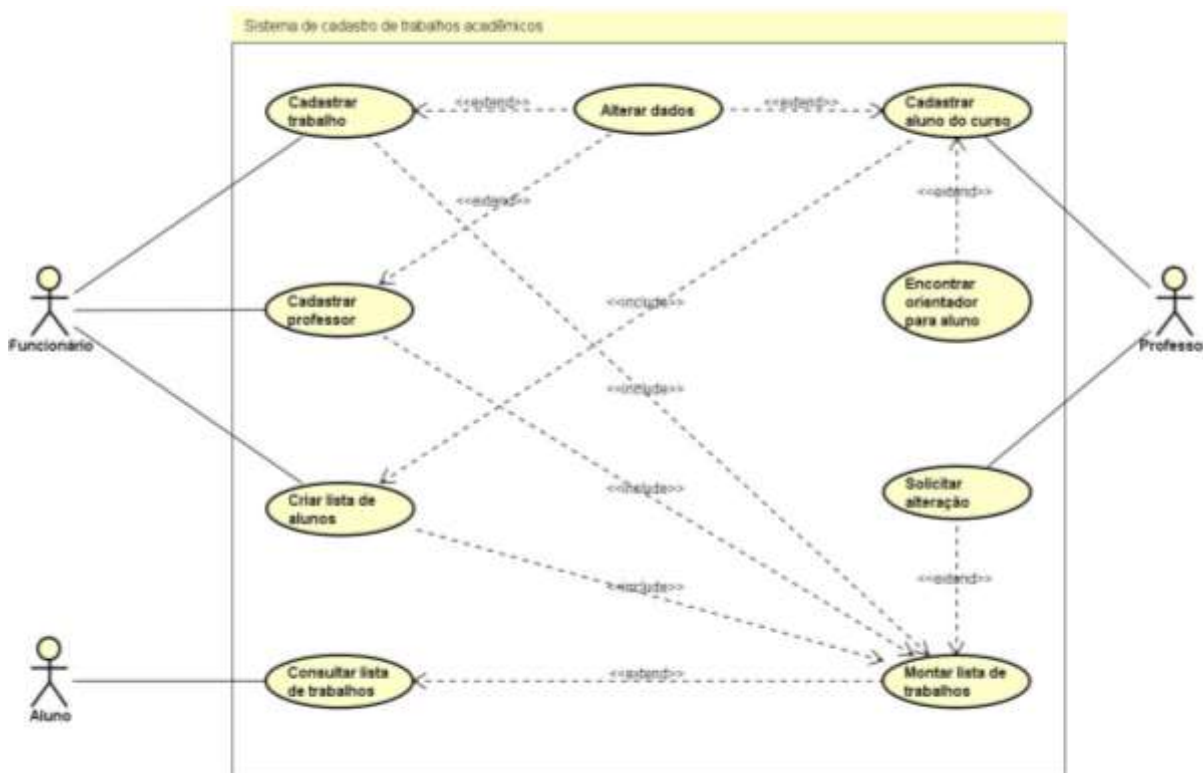 Sistema de cadastro de trabalhos acadêmicos
Cadastrar
trabalho
<<extend>>
Alterar dados
<<extend>>
Cadastrar
aluno do curso
<<extend>>
<<extend>>
Funcionário
Cadastrar
professor
<<include>>
Encontrar
orientador
para aluno
Professo
<<include>>
Criar lista de
alunos
<<include>>
Solicitar
alteração
<<include>>
<<extend>>
Aluno
Consultar lista
de trabalhos
<<extend>>
Montar lista de
trabalhos